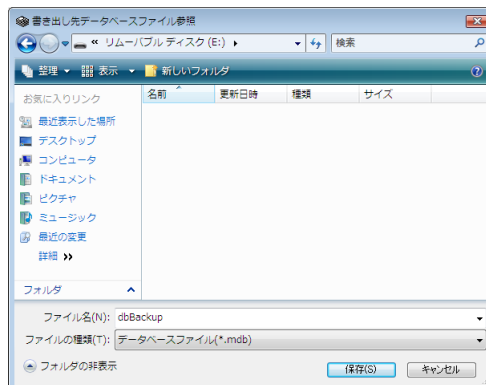 書き出し先データベースファイル参照
« リムーバブル ディスク (E:)
検索
整理
表示
新しいフォルダ
お気に入りリンク
名前 更新日時 種類 サイズ
最近表示した場所
デスクトップ
コンピュータ
ドキュメント
ピクチャ
ミュージック
最近の変更
詳細 »
フォルダ
ファイル名(N): dbBackup
ファイルの種類(T): データベースファイル(*.mdb)
フォルダの非表示
保存(S)
キャンセル